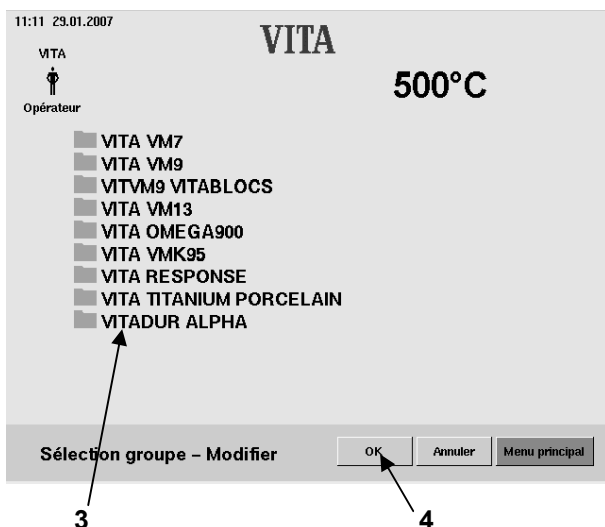 11:11 29.01.2007
VITA
VITA
500°C
Opérateur
VITA VM7
VITA VM9
VITVM9 VITABLOCS
VITA VM13
VITA OMEGA900
VITA VMK95
VITA RESPONSE
VITA TITANIUM PORCELAIN
VITADUR ALPHA
Sélection groupe – Modifier OK Annuler Menu principal
3 4